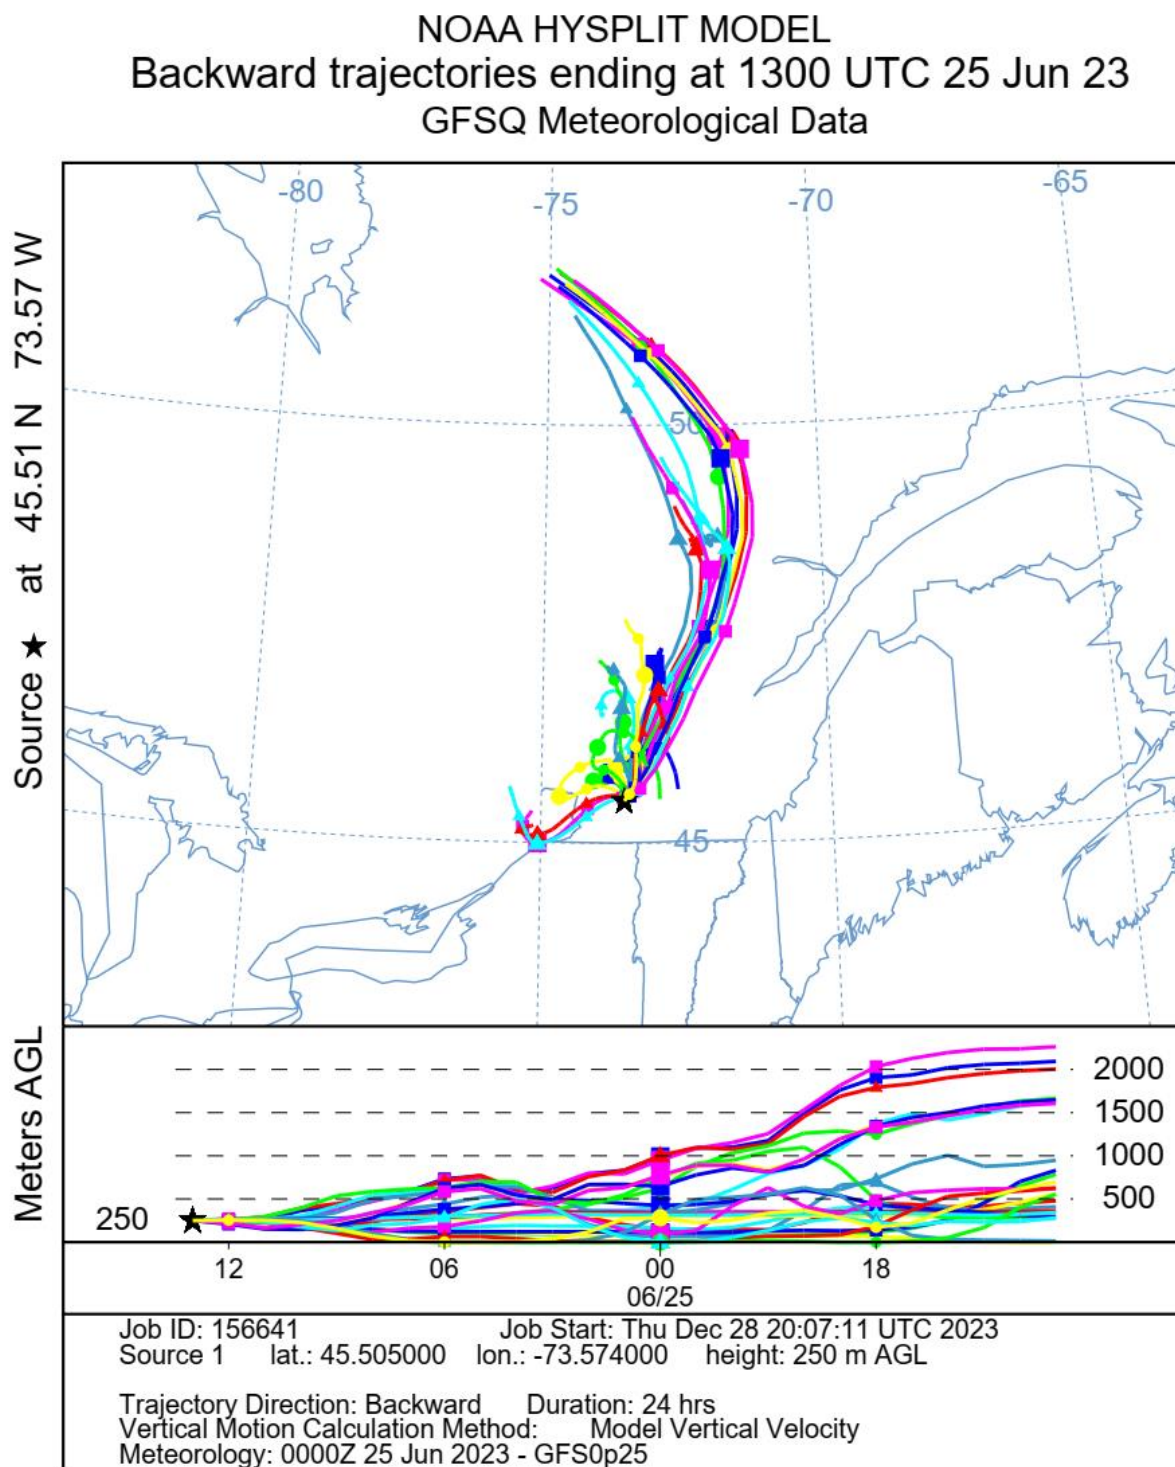 NOAA HYSPLIT MODEL
Backward trajectories ending at 1300 UTC 25 Jun 23
GFSQ Meteorological Data
Source ★ at 45.51 N 73.57 W
-80
-75
-70
-65
50
45
Meters AGL
250
2000
1500
1000
500
12 06 00 18
06/25
Job ID: 156641 Job Start: Thu Dec 28 20:07:11 UTC 2023
Source 1 lat.: 45.505000 lon.: -73.574000 height: 250 m AGL
Trajectory Direction: Backward Duration: 24 hrs
Vertical Motion Calculation Method: Model Vertical Velocity
Meteorology: 0000Z 25 Jun 2023 - GFS0p25